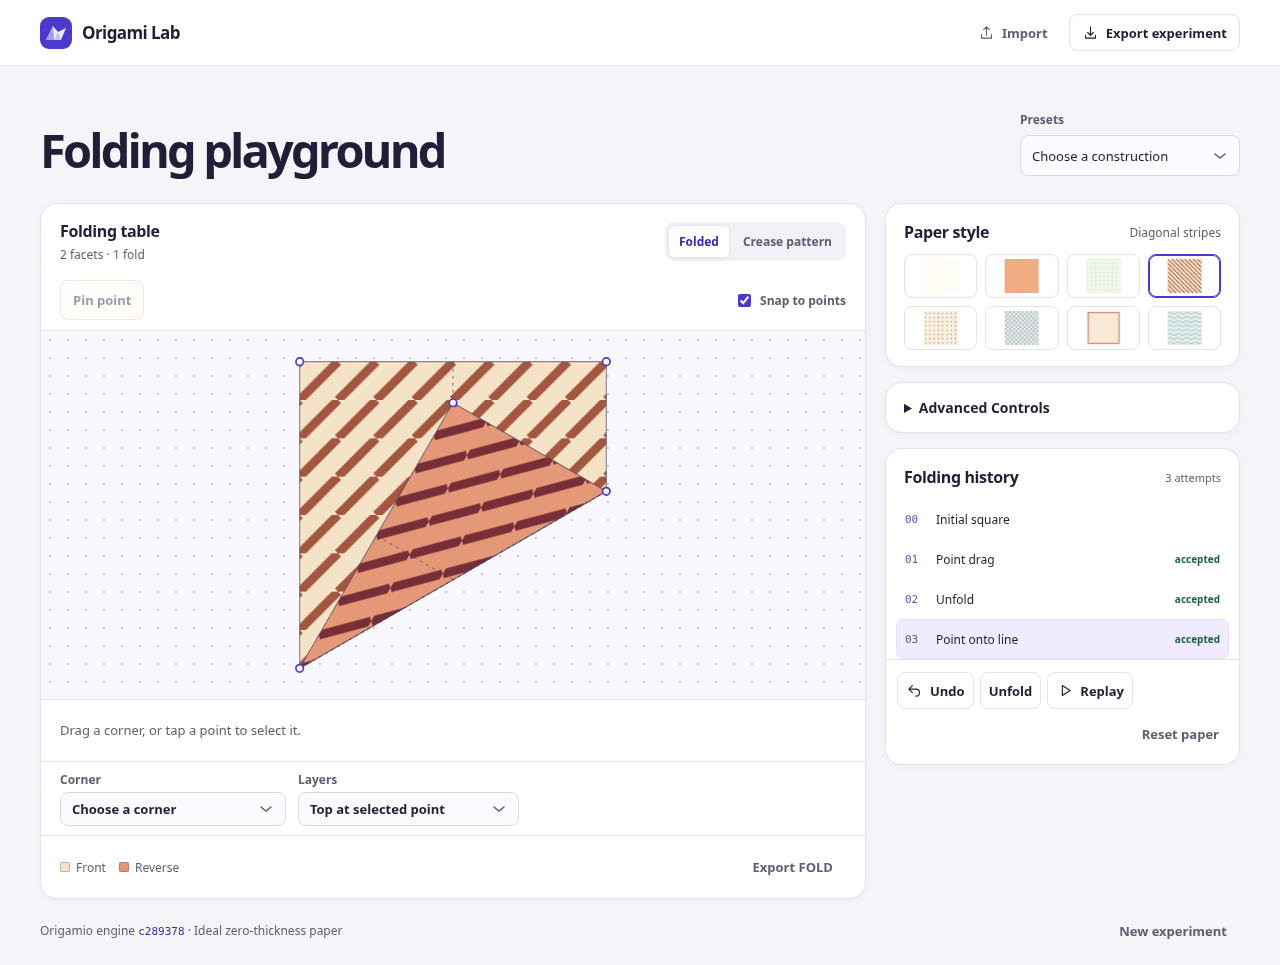 Origami Lab
Import
Export experiment
Folding playground
Presets
Choose a construction
Folding table
2 facets · 1 fold
Folded
Crease pattern
Pin point
Snap to points
Drag a corner, or tap a point to select it.
Corner
Layers
Choose a corner
Top at selected point
Front
Reverse
Export FOLD
Paper style
Diagonal stripes
Advanced Controls
Folding history
3 attempts
00 Initial square
01 Point drag accepted
02 Unfold accepted
03 Point onto line accepted
Undo
Unfold
Replay
Reset paper
Origamio engine c289378 · Ideal zero-thickness paper
New experiment